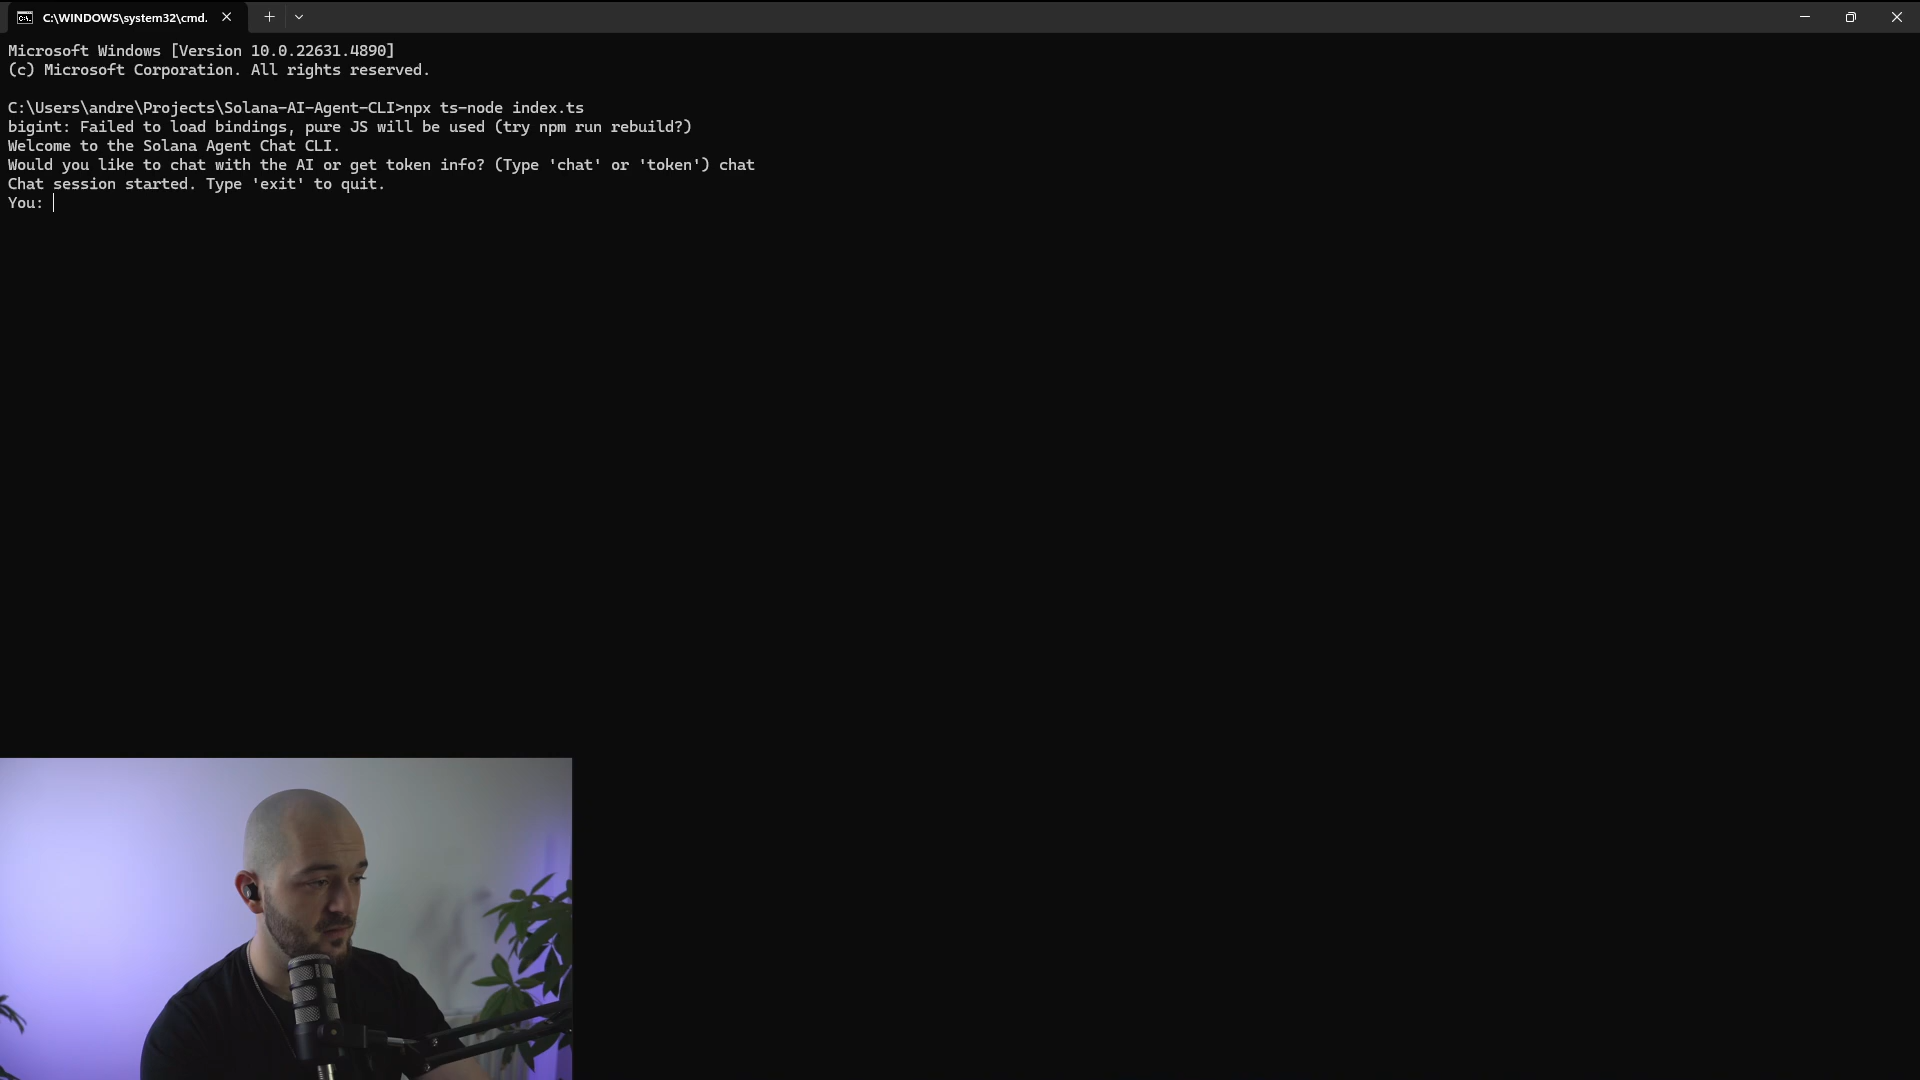 C:\WINDOWS\system32\cmd.
Microsoft Windows [Version 10.0.22631.4890]
(c) Microsoft Corporation. All rights reserved.
C:\Users\andre\Projects\Solana-AI-Agent-CLI>npx ts-node index.ts
bigint: Failed to load bindings, pure JS will be used (try npm run rebuild?)
Welcome to the Solana Agent Chat CLI.
Would you like to chat with the AI or get token info? (Type 'chat' or 'token') chat
Chat session started. Type 'exit' to quit.
You: